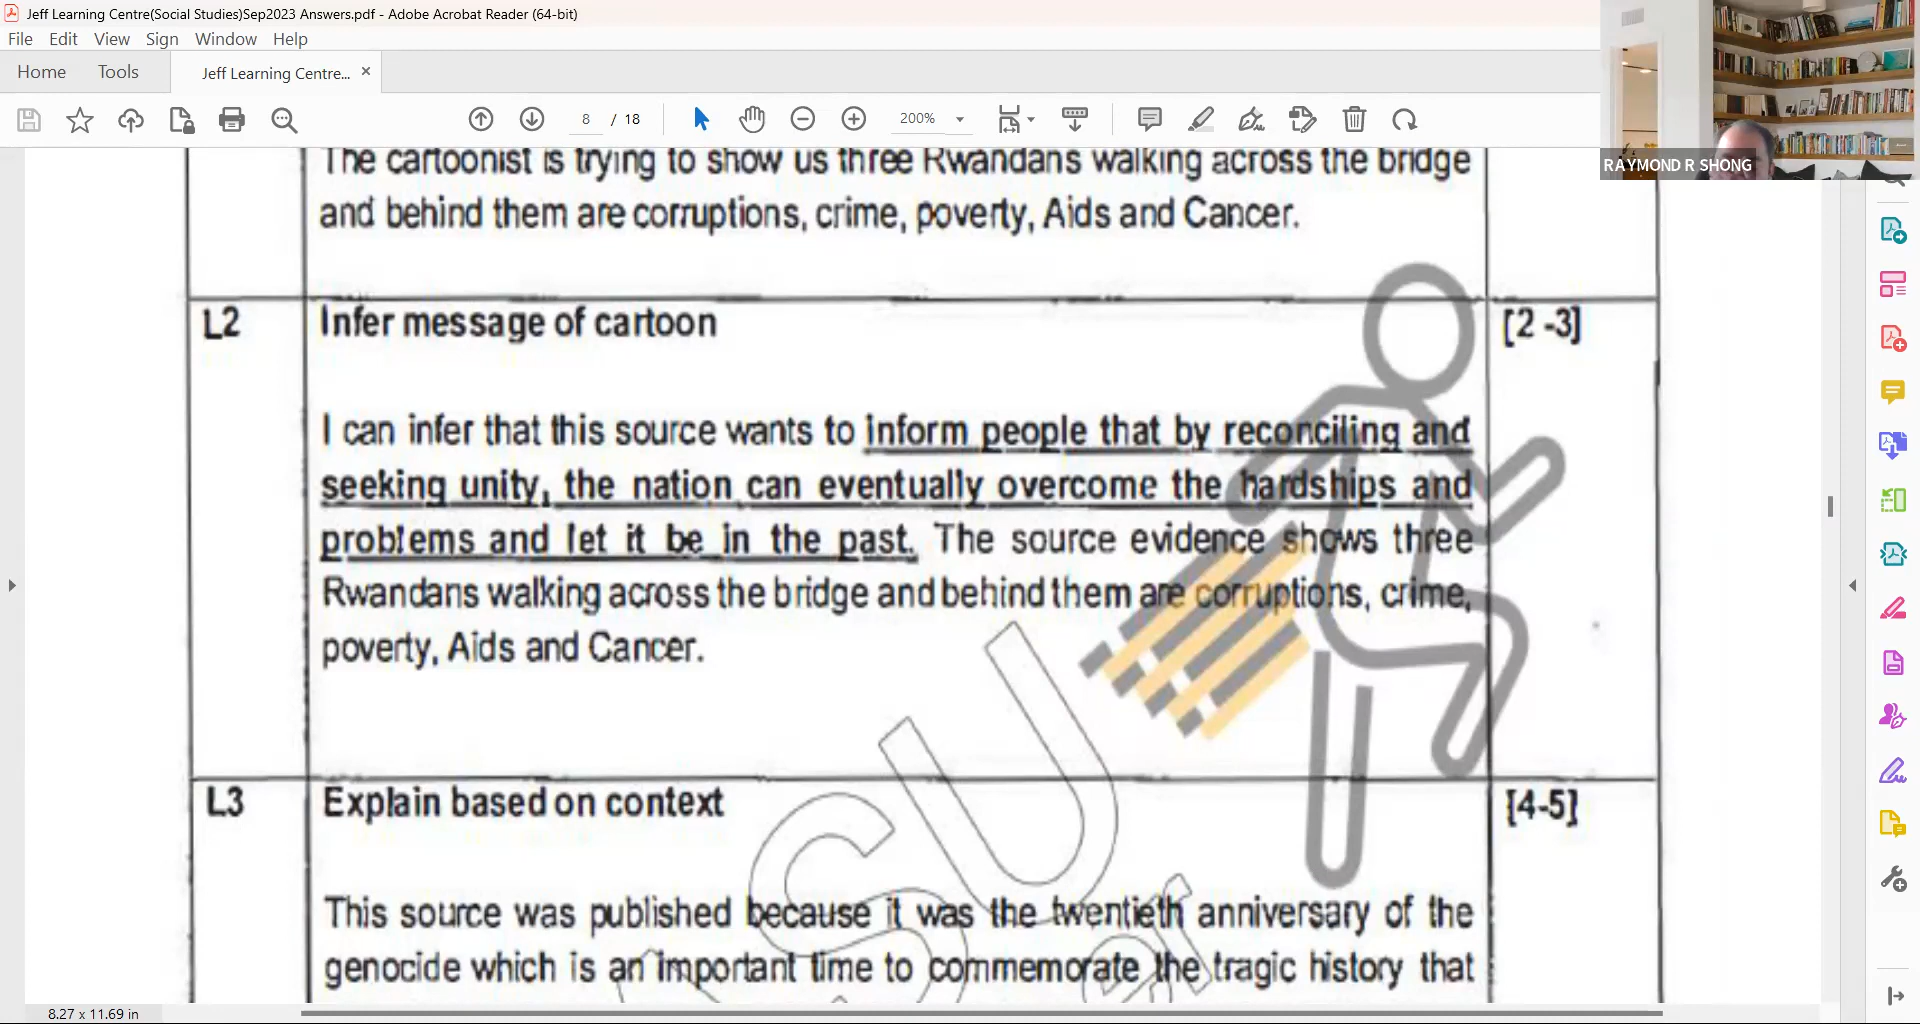 Jeff Learning Centre(Social Studies)Sep2023 Answers.pdf - Adobe Acrobat Reader (64-bit)
File Edit View Sign Window Help
Home Tools Jeff Learning Centre... ×
8 / 18 200%
RAYMOND R SHONG
The cartoonist is trying to show us three Rwandans walking across the bridge
and behind them are corruptions, crime, poverty, Aids and Cancer.
L2 Infer message of cartoon [2 -3]
I can infer that this source wants to inform people that by reconciling and
seeking unity, the nation can eventually overcome the hardships and
problems and let it be in the past. The source evidence shows three
Rwandans walking across the bridge and behind them are corruptions, crime,
poverty, Aids and Cancer.
L3 Explain based on context [4-5]
This source was published because it was the twentieth anniversary of the
genocide which is an important time to commemorate the tragic history that
SU
er
8.27 x 11.69 in